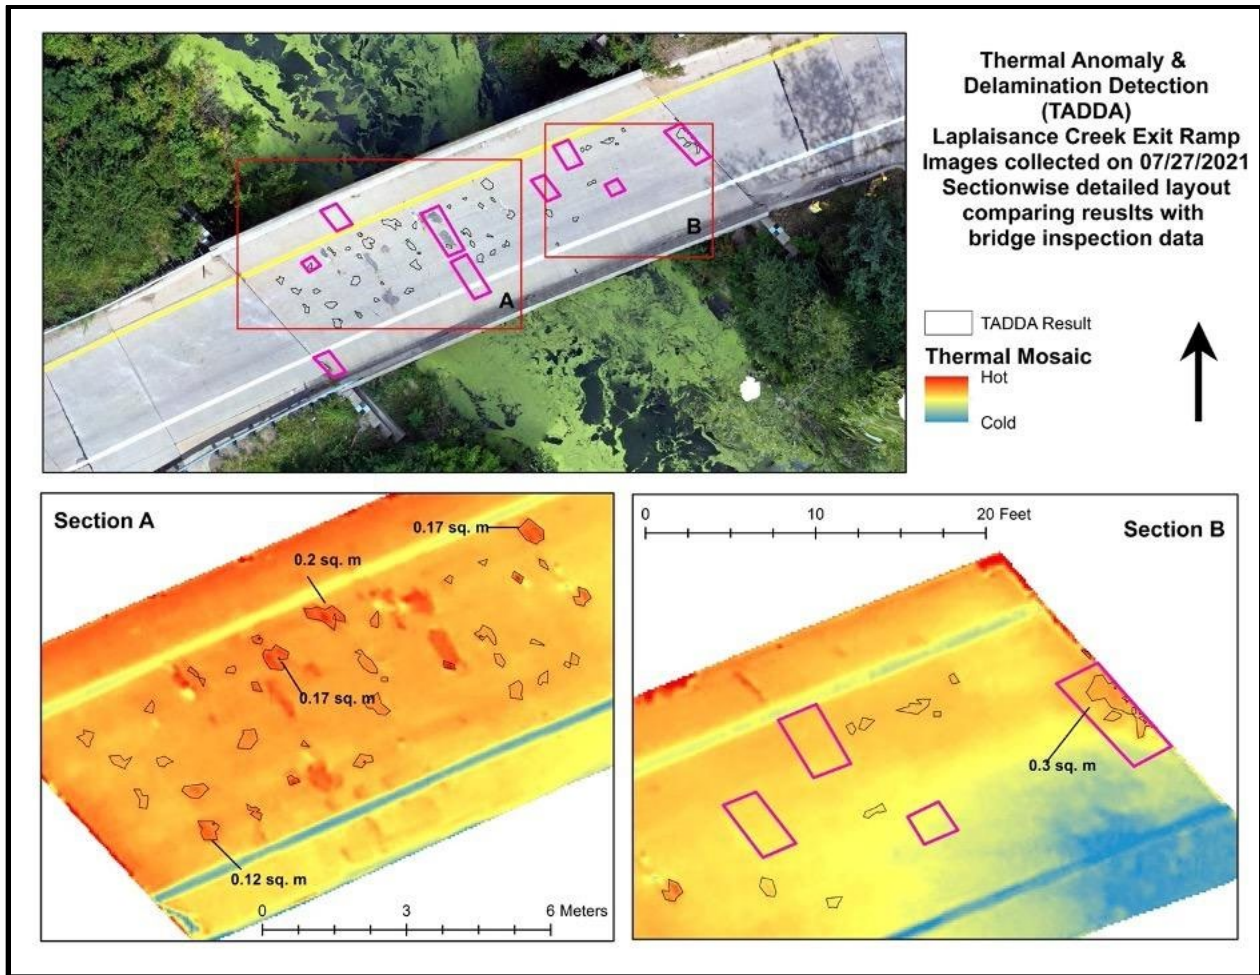 Thermal Anomaly &
Delamination Detection
(TADDA)
Laplaisance Creek Exit Ramp
Images collected on 07/27/2021
Sectionwise detailed layout
comparing reuslts with
bridge inspection data
TADDA Result
Thermal Mosaic
Hot
Cold
A
B
Section A
0.17 sq. m
0.2 sq. m
0.17 sq. m
0.12 sq. m
0 3 6 Meters
0 10 20 Feet
Section B
0.3 sq. m